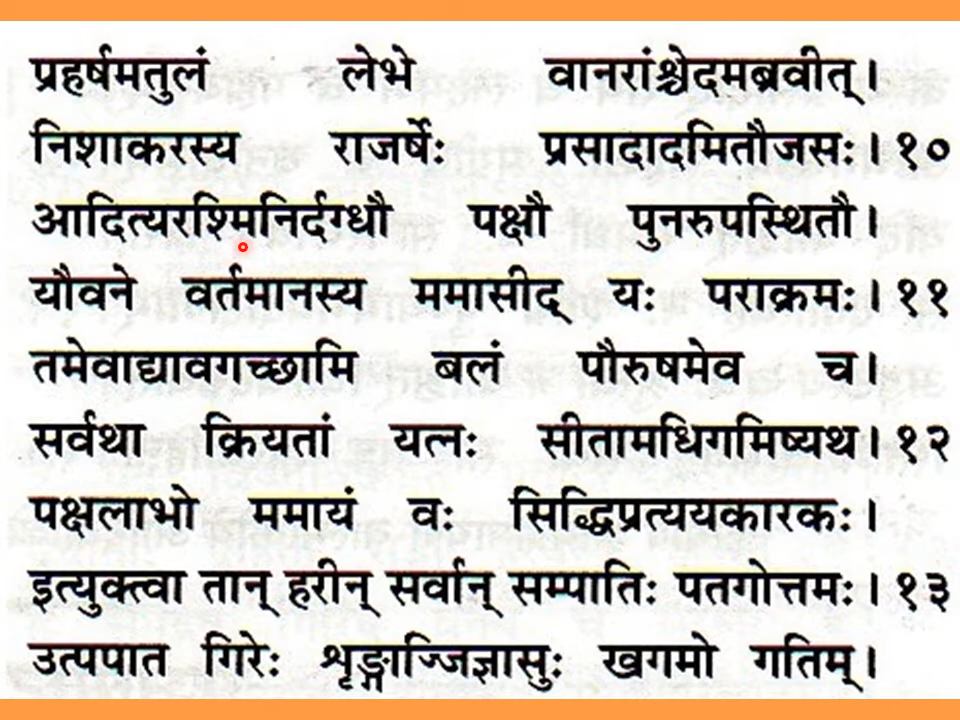 प्रहर्षमतुलं लेभे वानरांश्चेदमब्रवीत्।
निशाकरस्य राजर्षेः प्रसादादमितौजसः। १०
आदित्यरश्मिनिर्दग्धौ पक्षौ पुनरुपस्थितौ।
यौवने वर्तमानस्य ममासीद् यः पराक्रमः। ११
तमेवाद्यावगच्छामि बलं पौरुषमेव च।
सर्वथा क्रियतां यत्नः सीतामधिगमिष्यथ। १२
पक्षलाभो ममायं वः सिद्धिप्रत्ययकारकः।
इत्युक्त्वा तान् हरीन् सर्वान् सम्पातिः पतगोत्तमः। १३
उत्पपात गिरेः शृङ्गाज्जिज्ञासुः खगमो गतिम्।